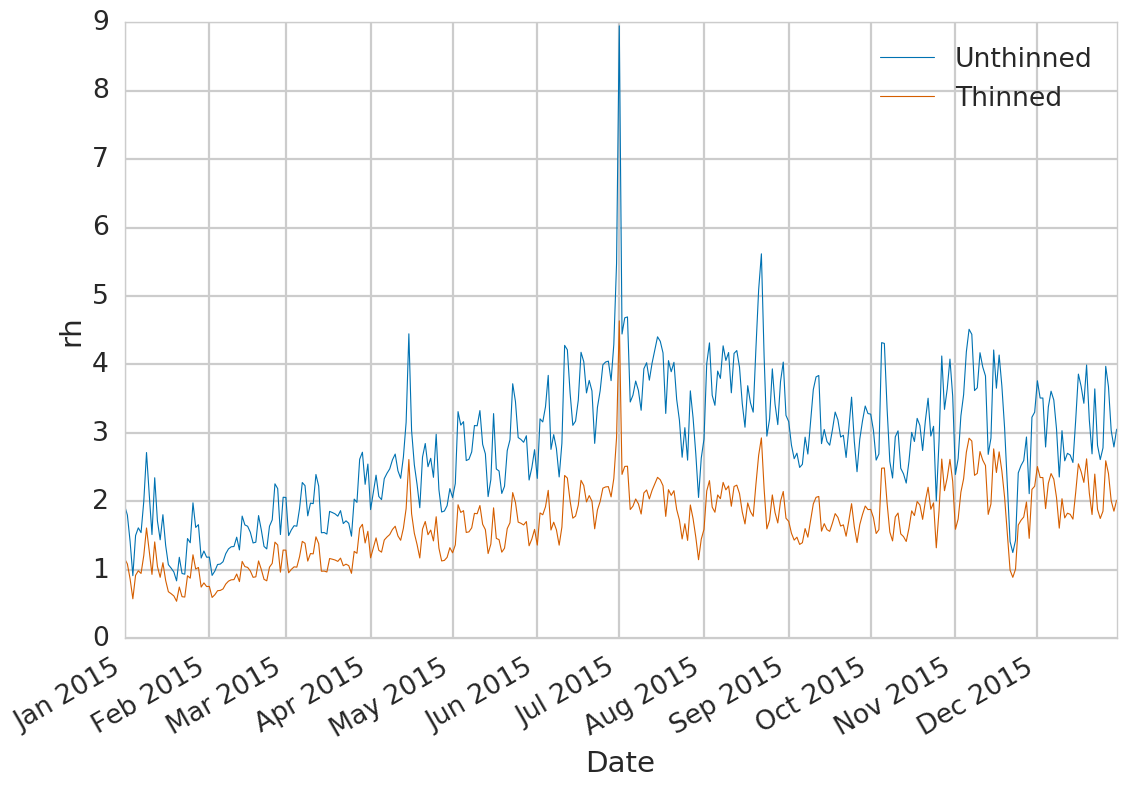 9
8
7
6
5
4
3
2
1
0
rh
Unthinned
Thinned
Jan 2015
Feb 2015
Mar 2015
Apr 2015
May 2015
Jun 2015
Jul 2015
Aug 2015
Sep 2015
Oct 2015
Nov 2015
Dec 2015
Date